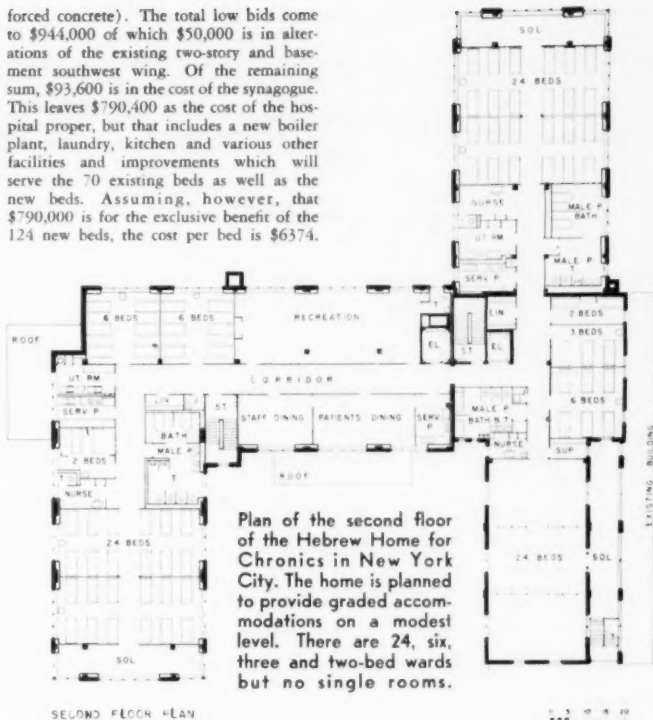 forced concrete). The total low bids come
to $944,000 of which $50,000 is in alter-
ations of the existing two-story and base-
ment southwest wing. Of the remaining
sum, $93,600 is in the cost of the synagogue.
This leaves $790,400 as the cost of the hos-
pital proper, but that includes a new boiler
plant, laundry, kitchen and various other
facilities and improvements which will
serve the 70 existing beds as well as the
new beds. Assuming, however, that
$790,000 is for the exclusive benefit of the
124 new beds, the cost per bed is $6374.
SOL
24 BEDS
NURSE
MALE P.
BATH
UT. RM
MALE P.
T.
SERV P.
6 BEDS
6 BEDS
RECREATION
T.
EL.
ST.
LIN
EL.
2 BEDS
3 BEDS
6 BEDS
ROOF
CORRIDOR
UT. RM
SERV P.
LIN
ST.
BATH
MALE P.
T.
2 BEDS
T.
NURSE
STAFF DINING
PATIENTS DINING
SERV
P.
ROOF
MALE P.
BATH & T.
NURSE
SUP
24 BEDS
SOL
24 BEDS
SOL
EXISTING BUILDING
Plan of the second floor
of the Hebrew Home for
Chronics in New York
City. The home is planned
to provide graded accom-
modations on a modest
level. There are 24, six,
three and two-bed wards
but no single rooms.
SECOND FLOOR PLAN
0 5 10 15 20